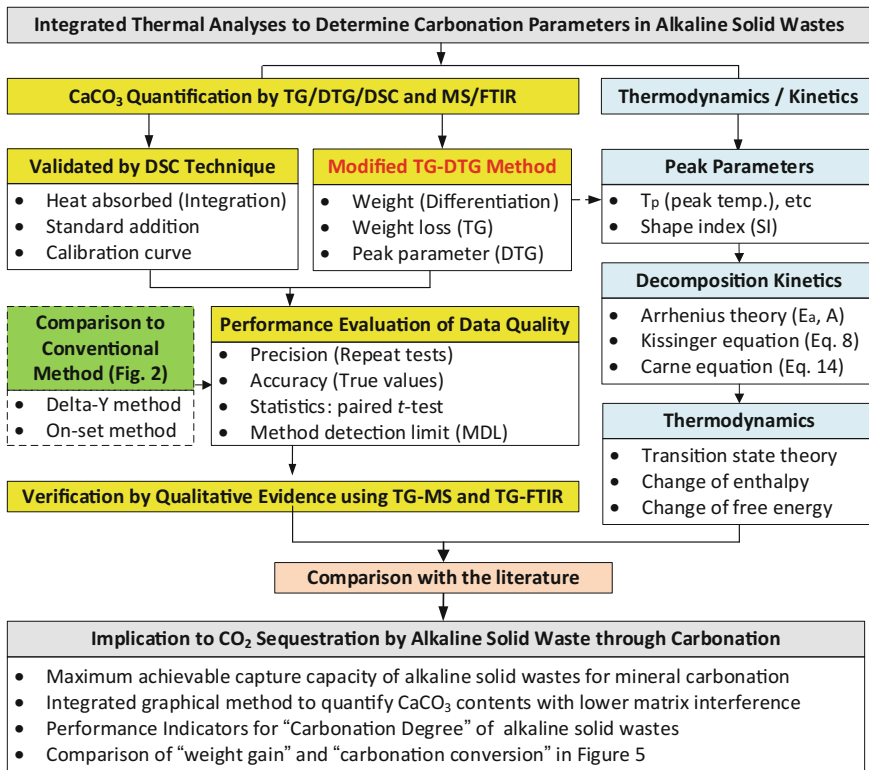 Integrated Thermal Analyses to Determine Carbonation Parameters in Alkaline Solid Wastes
CaCO₃ Quantification by TG/DTG/DSC and MS/FTIR
Thermodynamics / Kinetics
Validated by DSC Technique
• Heat absorbed (Integration)
• Standard addition
• Calibration curve
Modified TG-DTG Method
• Weight (Differentiation)
• Weight loss (TG)
• Peak parameter (DTG)
Peak Parameters
• Tₚ (peak temp.), etc
• Shape index (SI)
Decomposition Kinetics
• Arrhenius theory (Eₐ, A)
• Kissinger equation (Eq. 8)
• Carne equation (Eq. 14)
Comparison to
Conventional
Method (Fig. 2)
• Delta-Y method
• On-set method
Performance Evaluation of Data Quality
• Precision (Repeat tests)
• Accuracy (True values)
• Statistics: paired t-test
• Method detection limit (MDL)
Thermodynamics
• Transition state theory
• Change of enthalpy
• Change of free energy
Verification by Qualitative Evidence using TG-MS and TG-FTIR
Comparison with the literature
Implication to CO₂ Sequestration by Alkaline Solid Waste through Carbonation
• Maximum achievable capture capacity of alkaline solid wastes for mineral carbonation
• Integrated graphical method to quantify CaCO₃ contents with lower matrix interference
• Performance Indicators for “Carbonation Degree” of alkaline solid wastes
• Comparison of “weight gain” and “carbonation conversion” in Figure 5